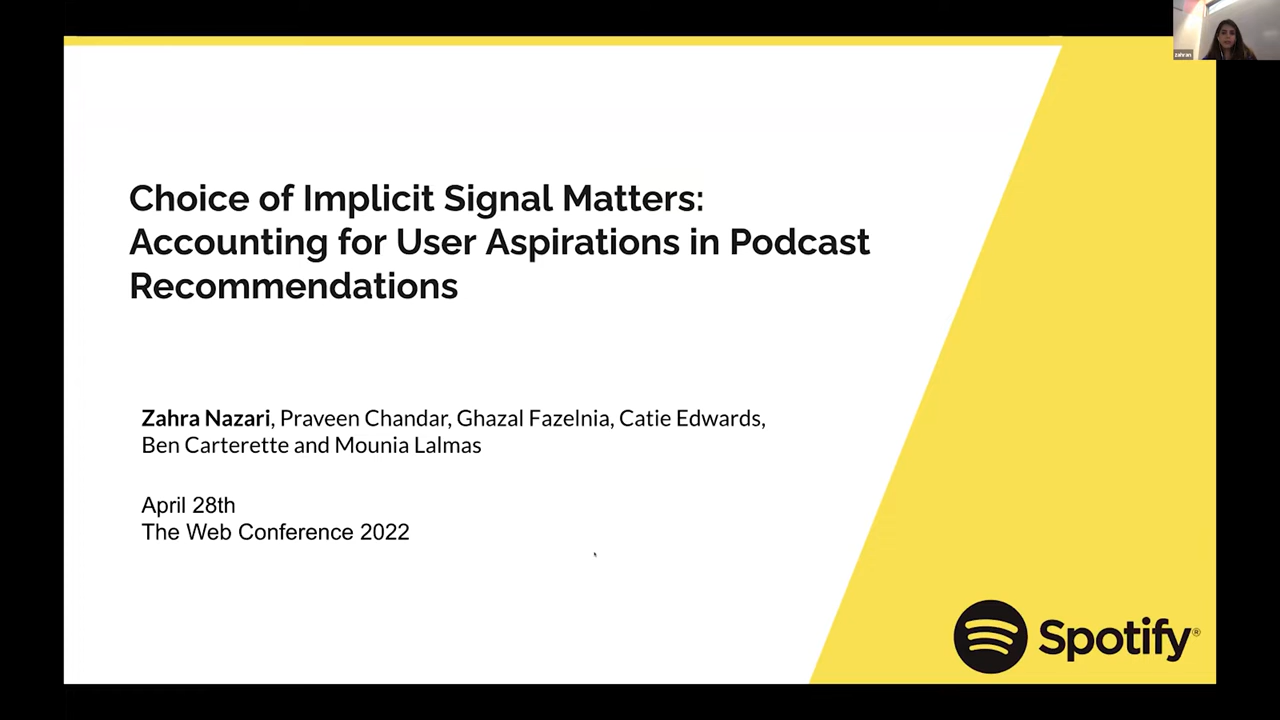 zahran
Choice of Implicit Signal Matters:
Accounting for User Aspirations in Podcast
Recommendations
Zahra Nazari, Praveen Chandar, Ghazal Fazelnia, Catie Edwards,
Ben Carterette and Mounia Lalmas
April 28th
The Web Conference 2022
Spotify®